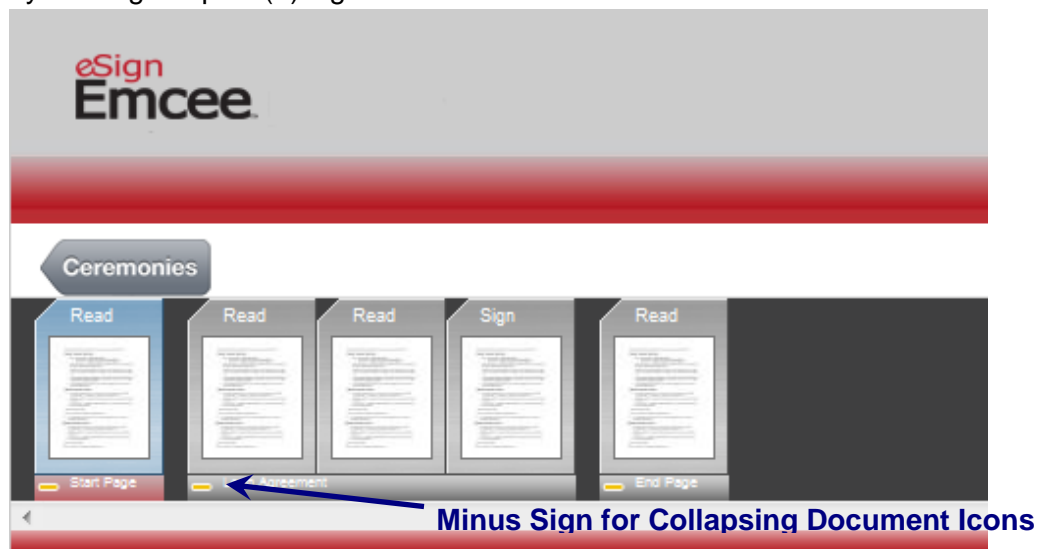 eSign
Emcee
Ceremonies
Read Read Read Sign Read
Start Page Agreement End Page
Minus Sign for Collapsing Document Icons